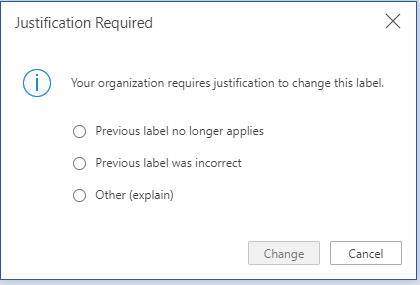 Justification Required
Your organization requires justification to change this label.
Previous label no longer applies
Previous label was incorrect
Other (explain)
Change
Cancel